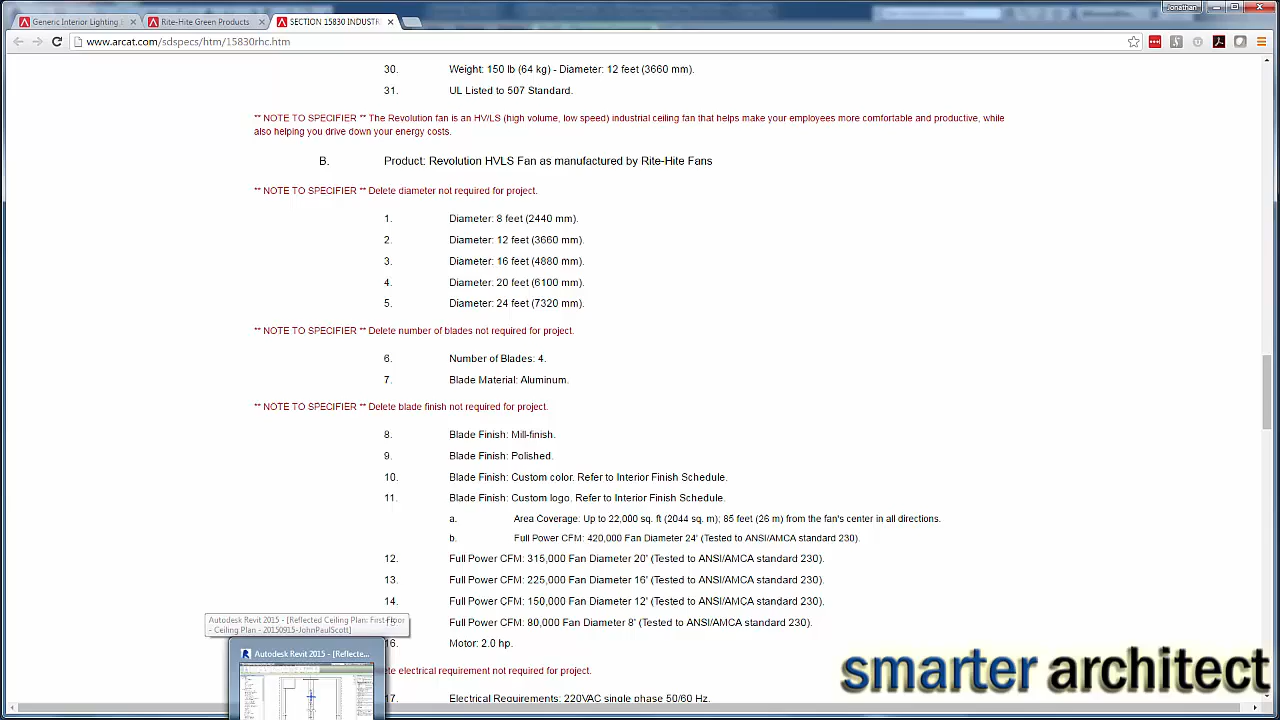 Jonathan
Generic Interior Lighting
Rite-Hite Green Products
SECTION 15830 INDUSTR
www.arcat.com/sdspecs/htm/15830rhc.htm
30. Weight: 150 lb (64 kg) - Diameter: 12 feet (3660 mm).
31. UL Listed to 507 Standard.
** NOTE TO SPECIFIER ** The Revolution fan is an HV/LS (high volume, low speed) industrial ceiling fan that helps make your employees more comfortable and productive, while
also helping you drive down your energy costs.
B. Product: Revolution HVLS Fan as manufactured by Rite-Hite Fans
** NOTE TO SPECIFIER ** Delete diameter not required for project.
1. Diameter: 8 feet (2440 mm).
2. Diameter: 12 feet (3660 mm).
3. Diameter: 16 feet (4880 mm).
4. Diameter: 20 feet (6100 mm).
5. Diameter: 24 feet (7320 mm).
** NOTE TO SPECIFIER ** Delete number of blades not required for project.
6. Number of Blades: 4.
7. Blade Material: Aluminum.
** NOTE TO SPECIFIER ** Delete blade finish not required for project.
8. Blade Finish: Mill-finish.
9. Blade Finish: Polished.
10. Blade Finish: Custom color. Refer to Interior Finish Schedule.
11. Blade Finish: Custom logo. Refer to Interior Finish Schedule.
a. Area Coverage: Up to 22,000 sq. ft (2044 sq. m); 85 feet (26 m) from the fan's center in all directions.
b. Full Power CFM: 420,000 Fan Diameter 24' (Tested to ANSI/AMCA standard 230).
12. Full Power CFM: 315,000 Fan Diameter 20' (Tested to ANSI/AMCA standard 230).
13. Full Power CFM: 225,000 Fan Diameter 16' (Tested to ANSI/AMCA standard 230).
14. Full Power CFM: 150,000 Fan Diameter 12' (Tested to ANSI/AMCA standard 230).
Full Power CFM: 80,000 Fan Diameter 8' (Tested to ANSI/AMCA standard 230).
Autodesk Revit 2015 - [Reflected Ceiling Plan: First Floor
- Ceiling Plan - 20150915-JohnPaulScott]
16. Motor: 2.0 hp.
Autodesk Revit 2015 - [Reflecte...
electrical requirement not required for project.
17. Electrical Requirements: 220VAC single phase 50/60 Hz.
smarter architect